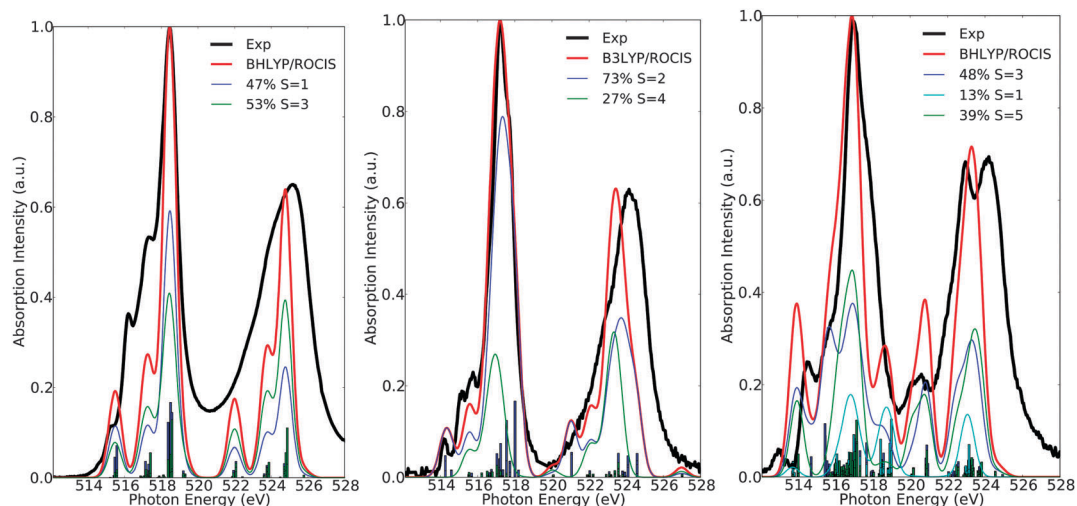 1.0
0.8
0.6
0.4
0.2
0.0
Absorption Intensity (a.u.)
Exp
BHLYP/ROCIS
47% S=1
53% S=3
514 516 518 520 522 524 526 528
Photon Energy (eV)
1.0
0.8
0.6
0.4
0.2
0.0
Absorption Intensity (a.u.)
Exp
B3LYP/ROCIS
73% S=2
27% S=4
514 516 518 520 522 524 526 528
Photon Energy (eV)
1.0
0.8
0.6
0.4
0.2
0.0
Absorption Intensity (a.u.)
Exp
BHLYP/ROCIS
48% S=3
13% S=1
39% S=5
514 516 518 520 522 524 526 528
Photon Energy (eV)